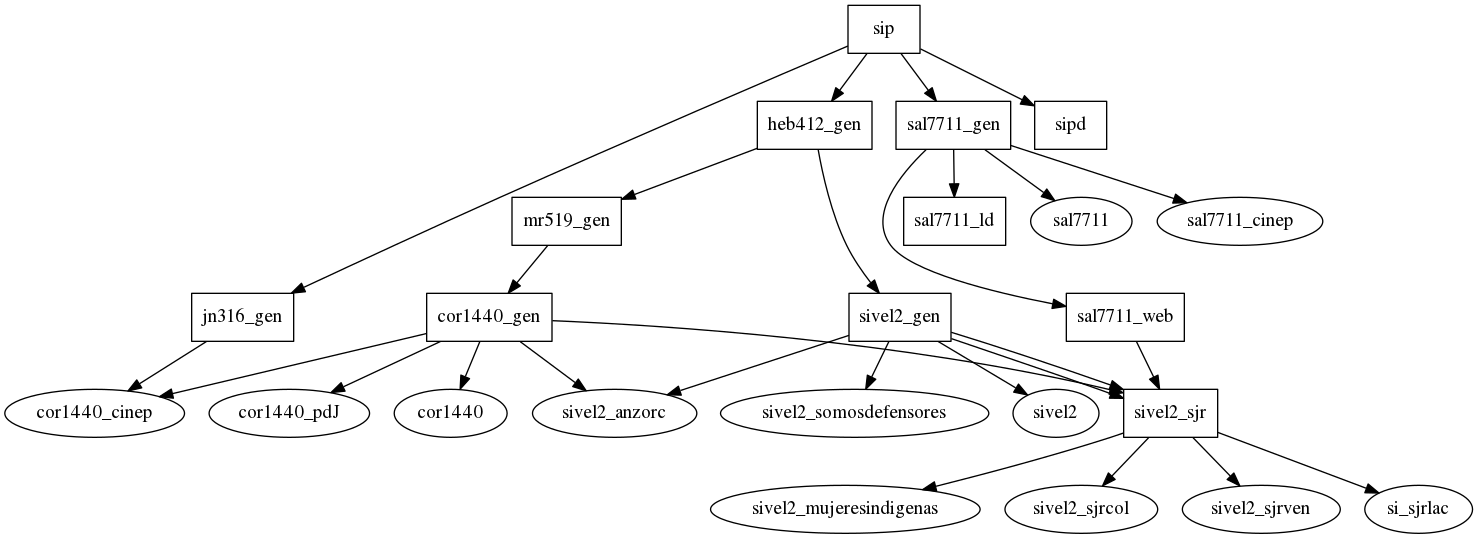 sip
heb412_gen
sal7711_gen
sipd
mr519_gen
sal7711_ld
sal7711
sal7711_cinep
jn316_gen
cor1440_gen
sivel2_gen
sal7711_web
cor1440_cinep
cor1440_pdJ
cor1440
sivel2_anzorc
sivel2_somosdefensores
sivel2
sivel2_sjr
sivel2_mujeresindigenas
sivel2_sjrcol
sivel2_sjrven
si_sjrlac